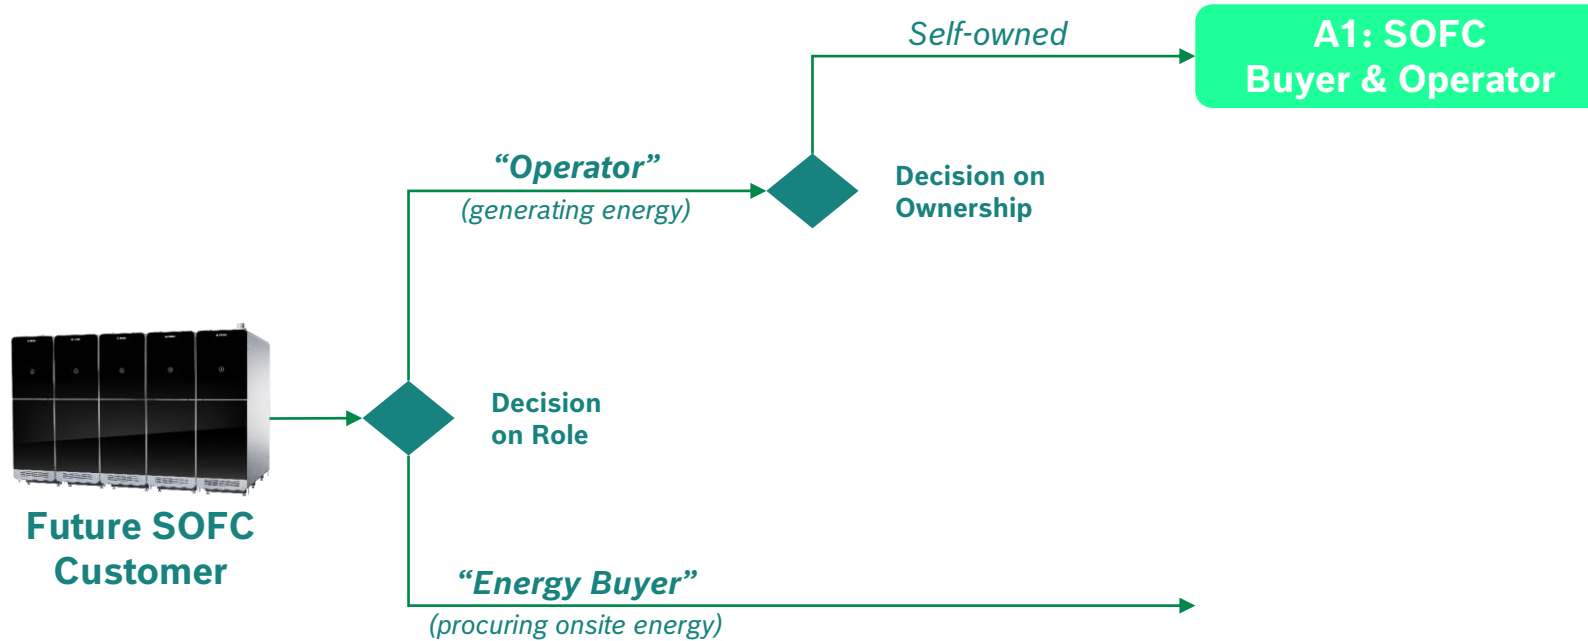 Self-owned
A1: SOFC
Buyer & Operator
“Operator”
(generating energy)
Decision on
Ownership
Decision
on Role
Future SOFC
Customer
“Energy Buyer”
(procuring onsite energy)